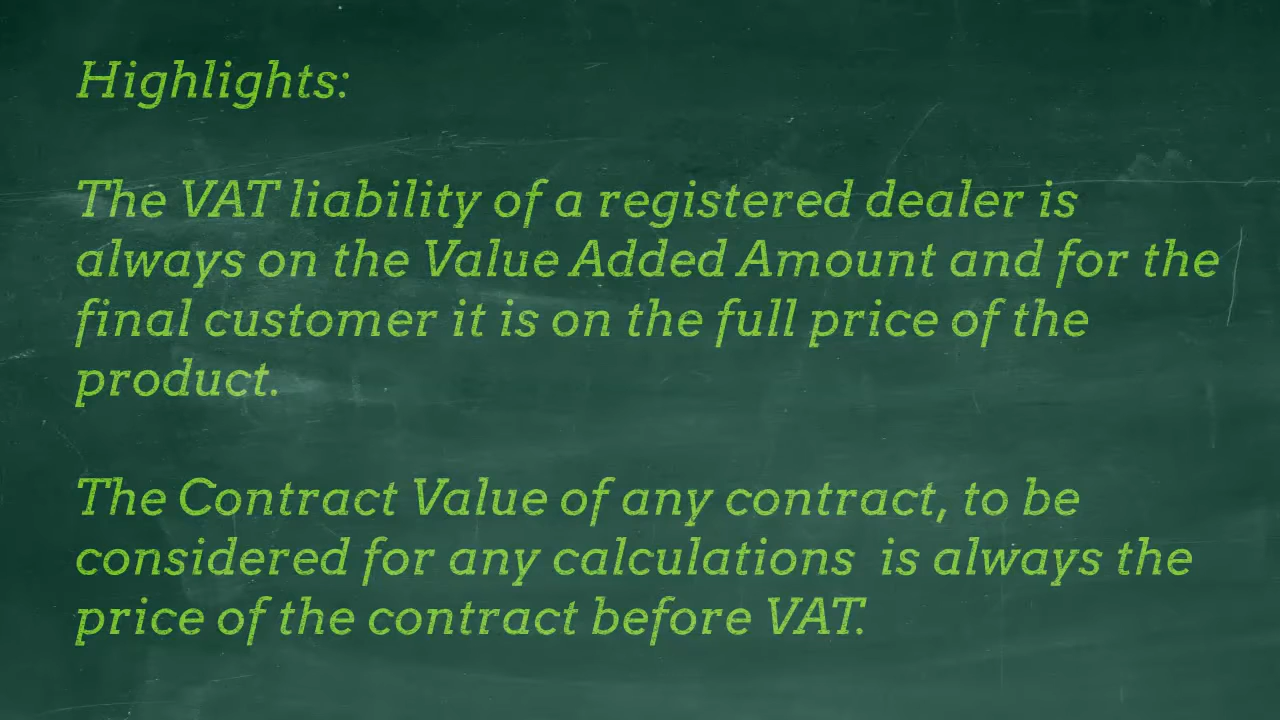 Highlights:
The VAT liability of a registered dealer is
always on the Value Added Amount and for the
final customer it is on the full price of the
product.
The Contract Value of any contract, to be
considered for any calculations  is always the
price of the contract before VAT.